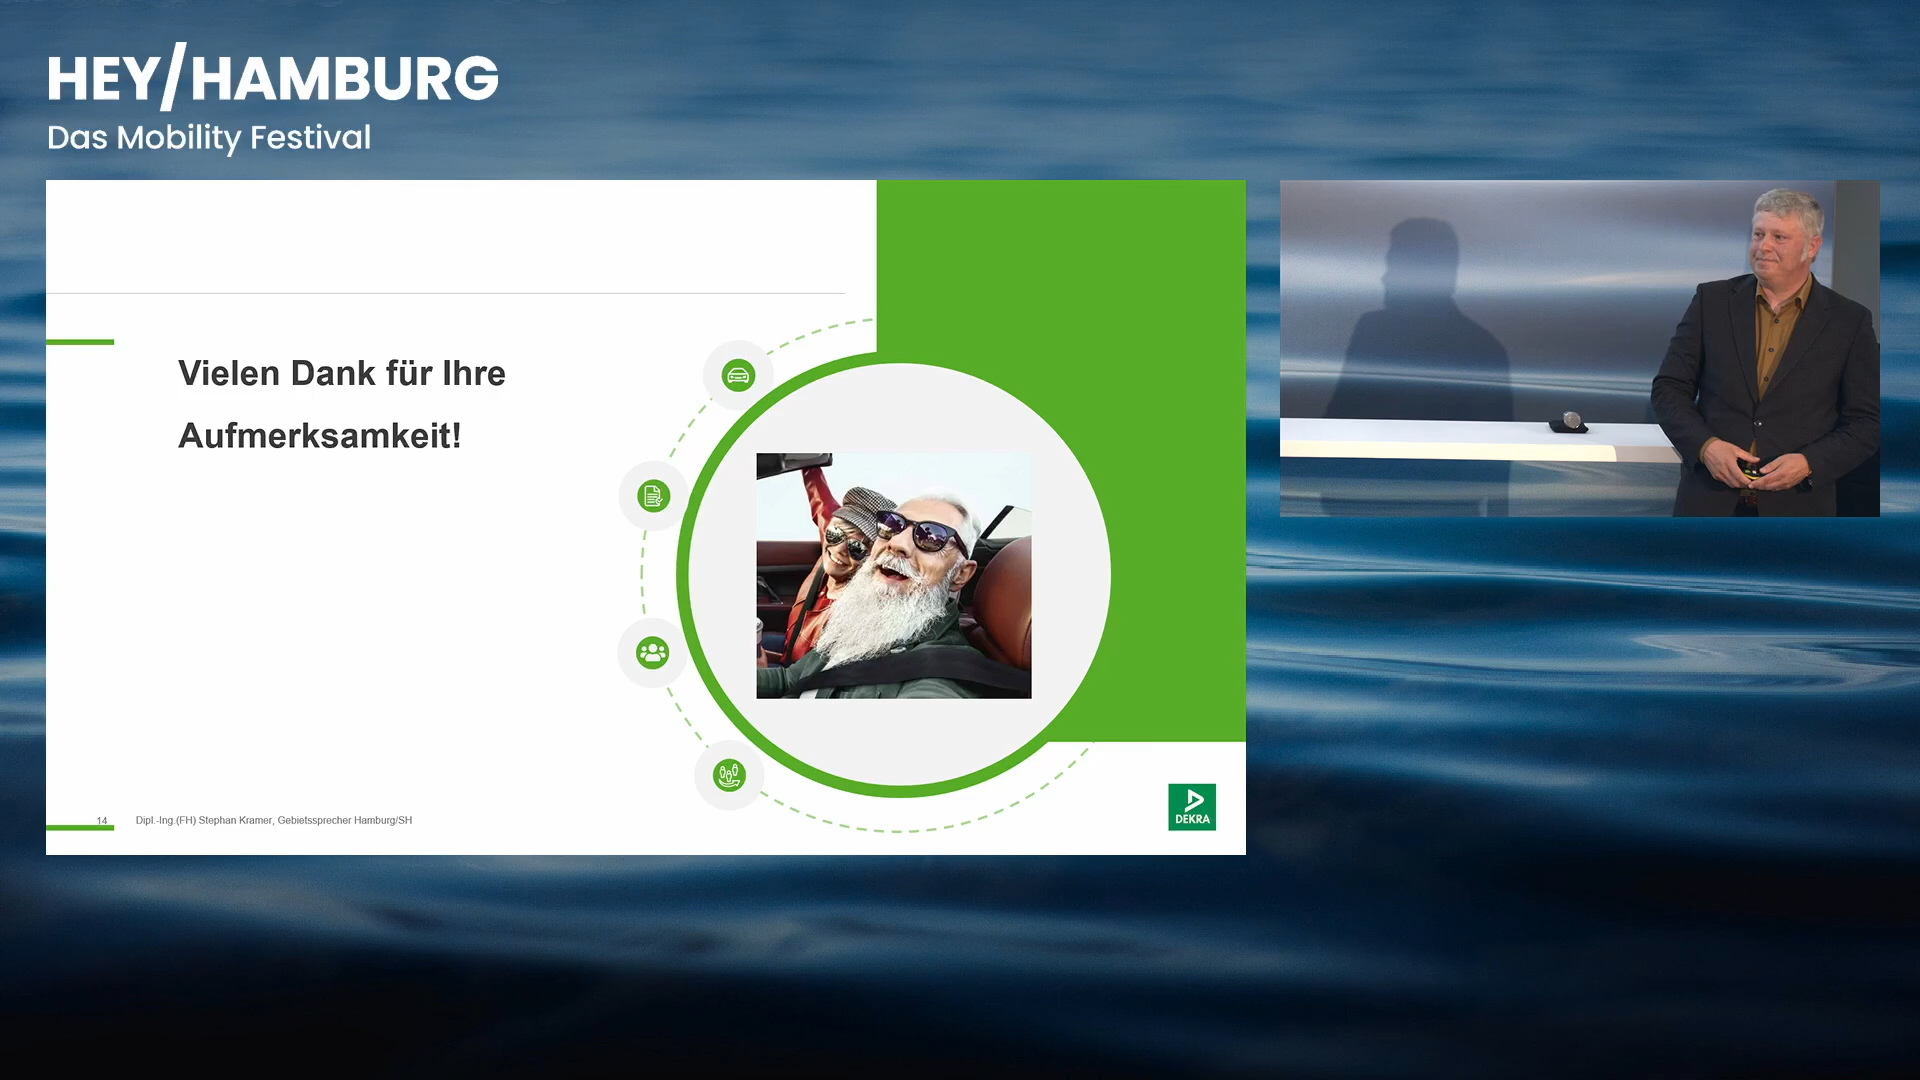 HEY/HAMBURG
Das Mobility Festival
Vielen Dank für Ihre
Aufmerksamkeit!
14 Dipl.-Ing.(FH) Stephan Kramer, Gebietssprecher Hamburg/SH
DEKRA